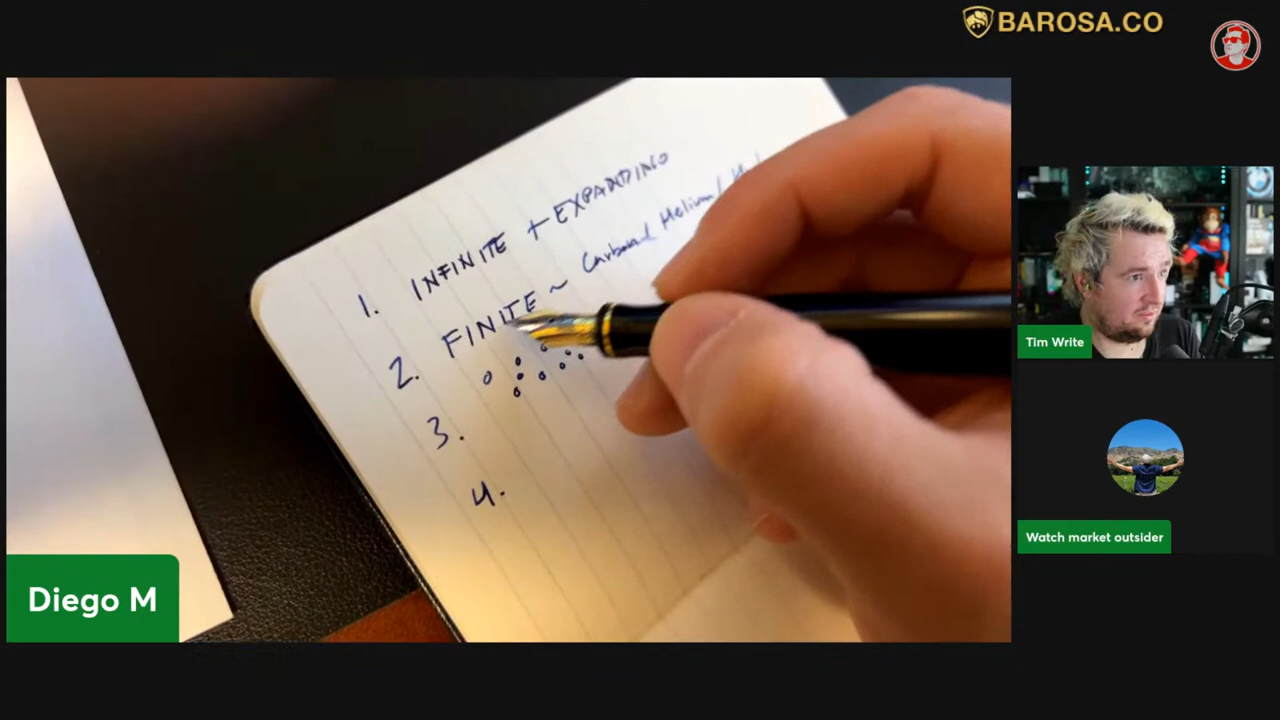 BAROSA.CO
1. INFINITE + EXPANDING
2. FINITE ~ Carbon Helium
3.
4.
Tim Write
Watch market outsider
Diego M